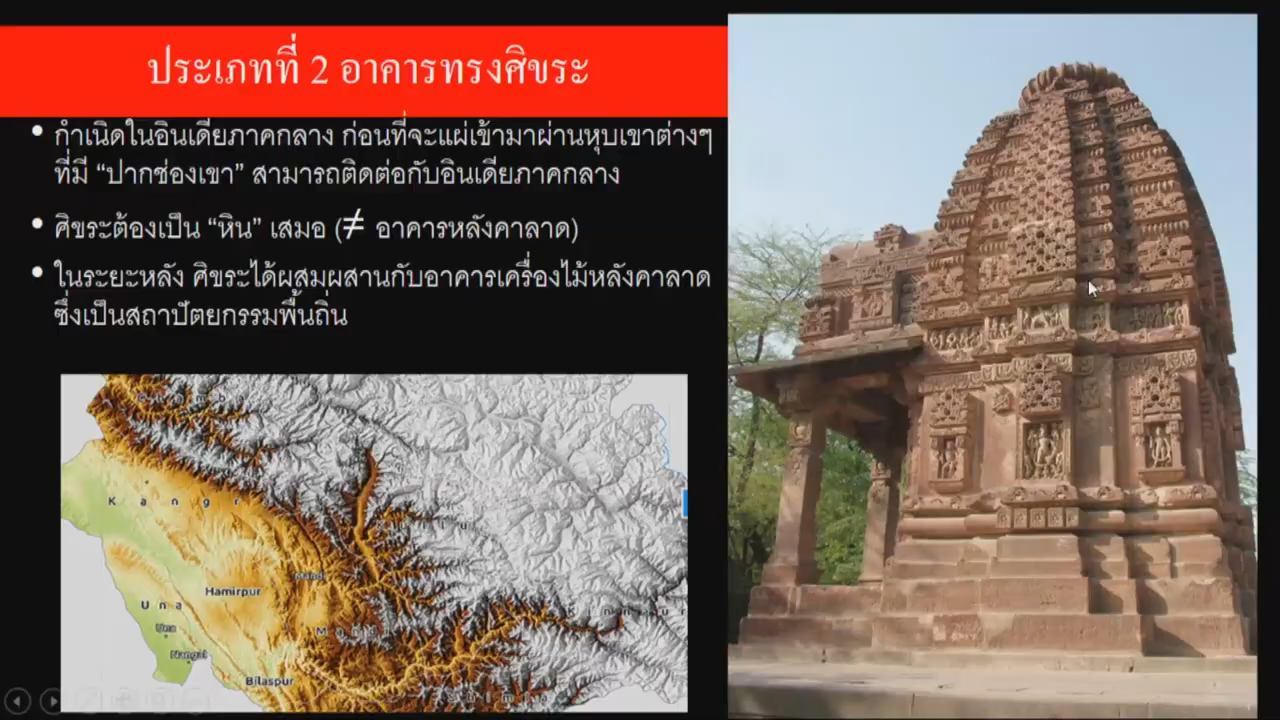 ประเภทที่ 2 อาคารทรงศิขระ
• กำเนิดในอินเดียภาคกลาง ก่อนที่จะแผ่เข้ามาผ่านหุบเขาต่างๆ
ที่มี “ปากช่องเขา” สามารถติดต่อกับอินเดียภาคกลาง
• ศิขระต้องเป็น “หิน” เสมอ (≠ อาคารหลังคาลาด)
• ในระยะหลัง ศิขระได้ผสมผสานกับอาคารเครื่องไม้หลังคาลาด
ซึ่งเป็นสถาปัตยกรรมพื้นถิ่น
Kangr
Mandi
Hamirpur
Una
Una
Nangal
Bilaspur